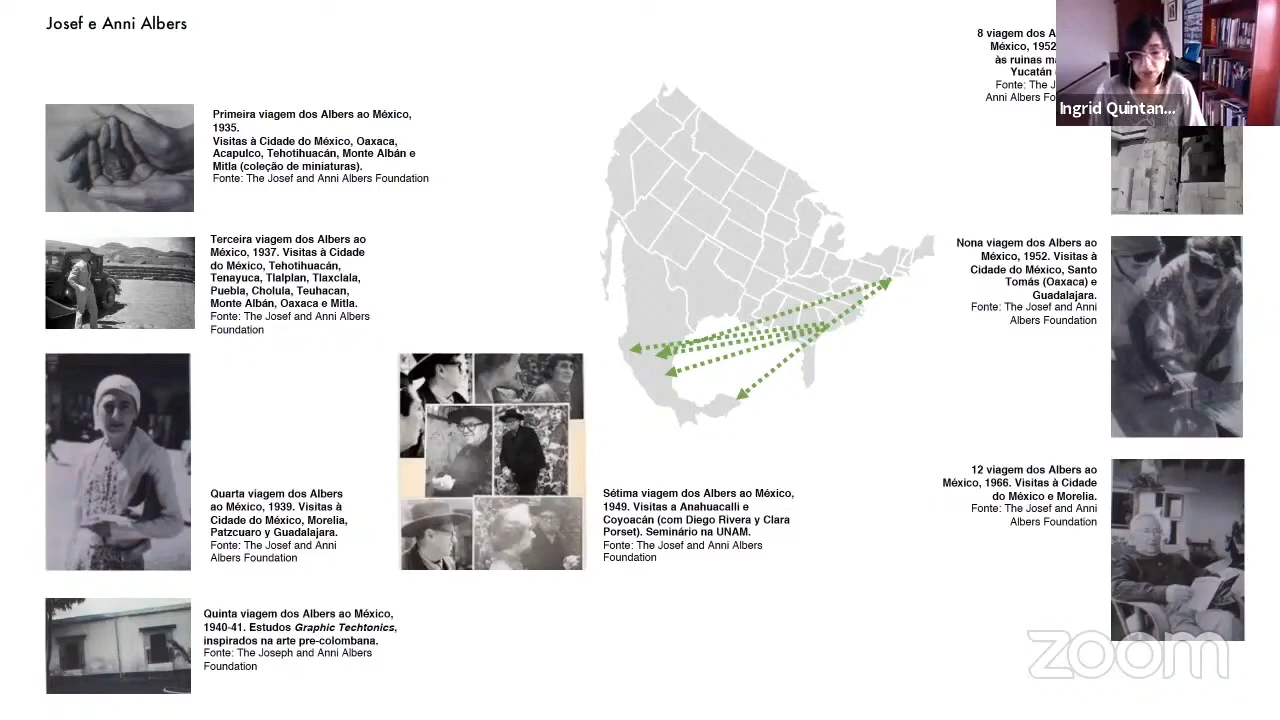 Josef e Anni Albers
Primeira viagem dos Albers ao México,
1935.
Visitas à Cidade do México, Oaxaca,
Acapulco, Tehotihuacán, Monte Albán e
Mitla (coleção de miniaturas).
Fonte: The Josef and Anni Albers Foundation
Terceira viagem dos Albers ao
México, 1937. Visitas à Cidade
do México, Tehotihuacán,
Tenayuca, Tlalplan, Tlaxclala,
Puebla, Cholula, Teuhacan,
Monte Albán, Oaxaca e Mitla.
Fonte: The Josef and Anni Albers
Foundation
Quarta viagem dos Albers
ao México, 1939. Visitas à
Cidade do México, Morelia,
Patzcuaro y Guadalajara.
Fonte: The Josef and Anni
Albers Foundation
Quinta viagem dos Albers ao México,
1940-41. Estudos Graphic Techtonics,
inspirados na arte pre-colombana.
Fonte: The Joseph and Anni Albers
Foundation
Sétima viagem dos Albers ao México,
1949. Visitas a Anahuacalli e
Coyoacán (com Diego Rivera y Clara
Porset). Seminário na UNAM.
Fonte: The Josef and Anni Albers
Foundation
8 viagem dos A
México, 1952
às ruinas ma
Yucatán
Fonte: The J
Anni Albers Fo
Ingrid Quintan...
Nona viagem dos Albers ao
México, 1952. Visitas à
Cidade do México, Santo
Tomás (Oaxaca) e
Guadalajara.
Fonte: The Josef and Anni
Albers Foundation
12 viagem dos Albers ao
México, 1966. Visitas à Cidade
do México e Morelia.
Fonte: The Josef and Anni
Albers Foundation
zoom